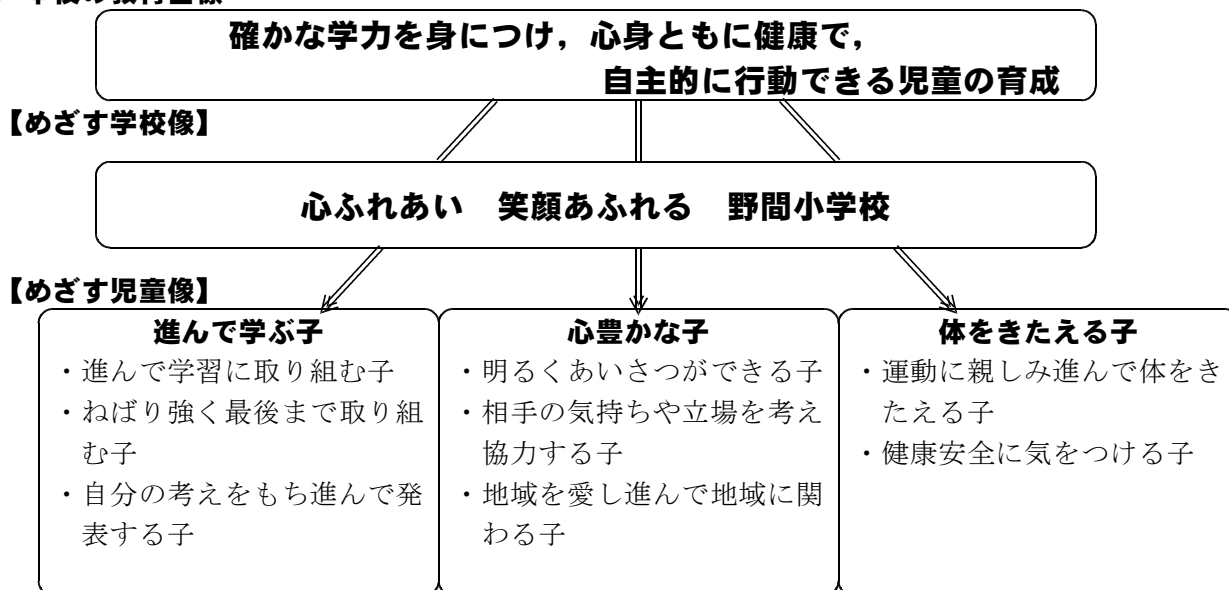 確かな学力を身につけ，心身ともに健康で，
自主的に行動できる児童の育成
【めざす学校像】
心ふれあい　笑顔あふれる　野間小学校
【めざす児童像】
進んで学ぶ子
・進んで学習に取り組む子
・ねばり強く最後まで取り組
む子
・自分の考えをもち進んで発
表する子
心豊かな子
・明るくあいさつができる子
・相手の気持ちや立場を考え
協力する子
・地域を愛し進んで地域に関
わる子
体をきたえる子
・運動に親しみ進んで体をき
たえる子
・健康安全に気をつける子